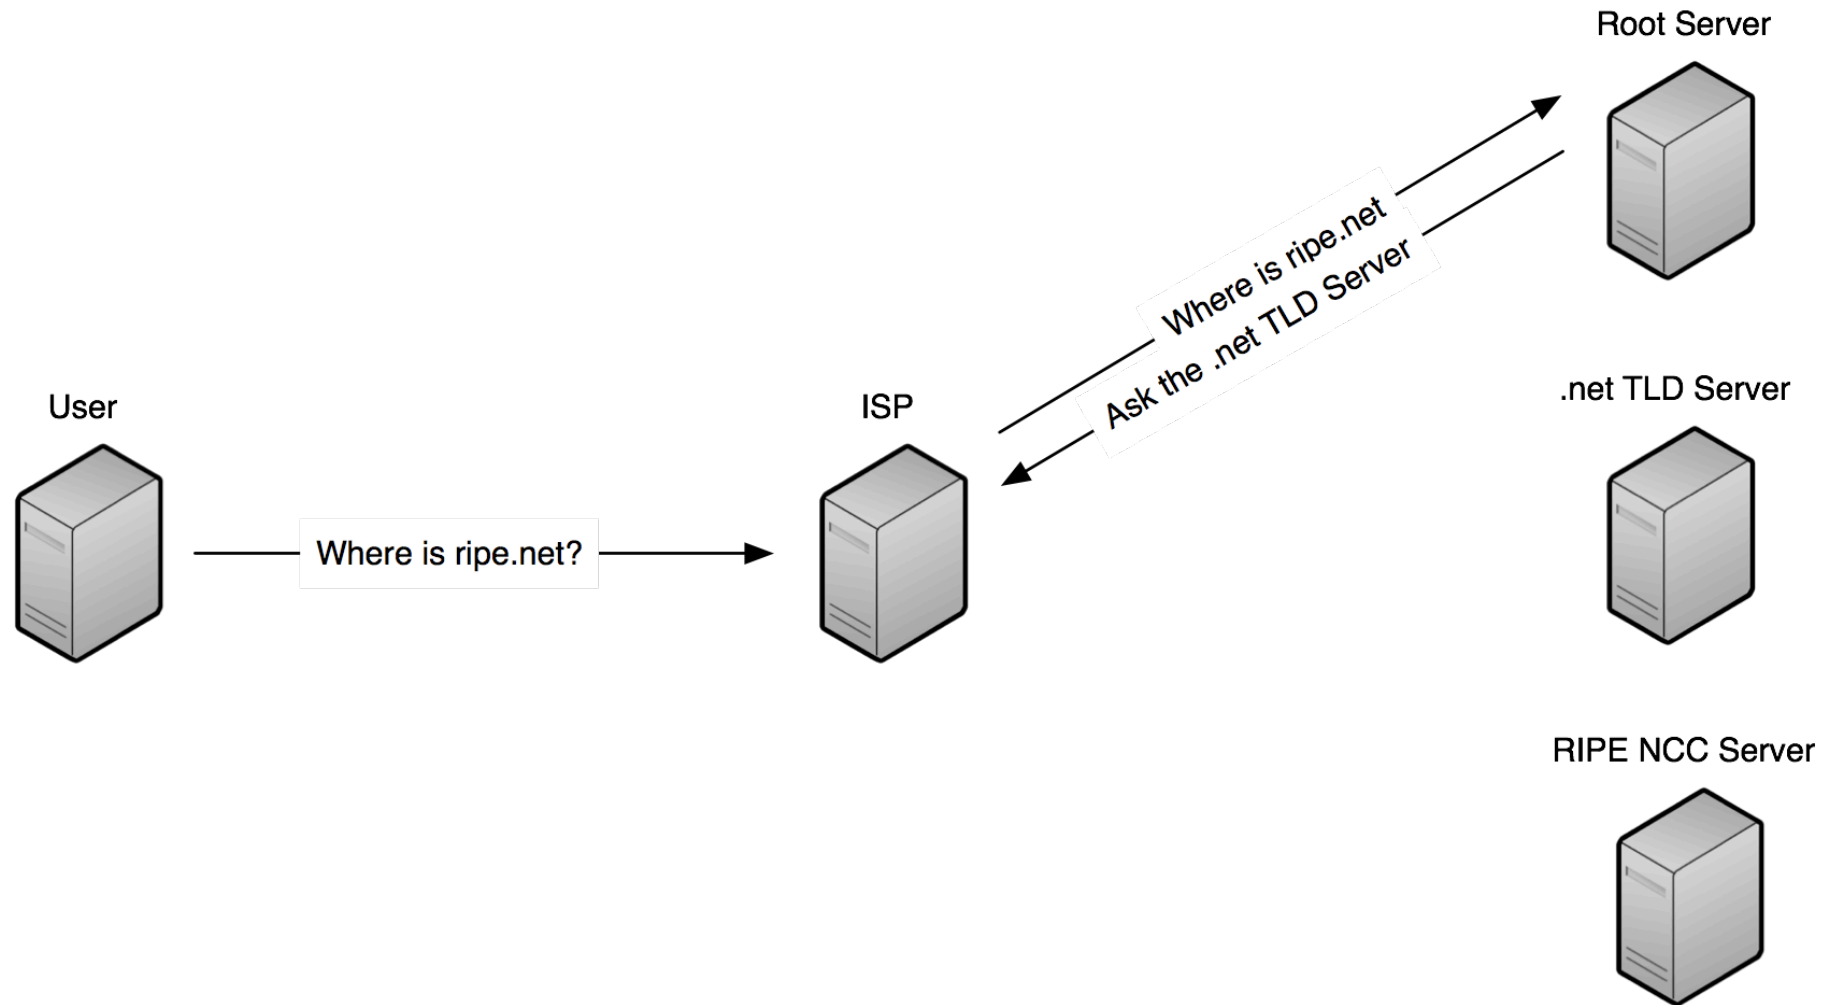 Root Server
Where is ripe.net
Ask the .net TLD Server
.net TLD Server
User
ISP
Where is ripe.net?
RIPE NCC Server